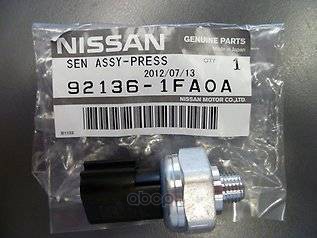 NISSAN GENUINE PARTS
Made in Japan
SEN ASSY-PRESS QTY
2012/07/13 1
92136-1FA0A
NISSAN MOTOR CO.,LTD.